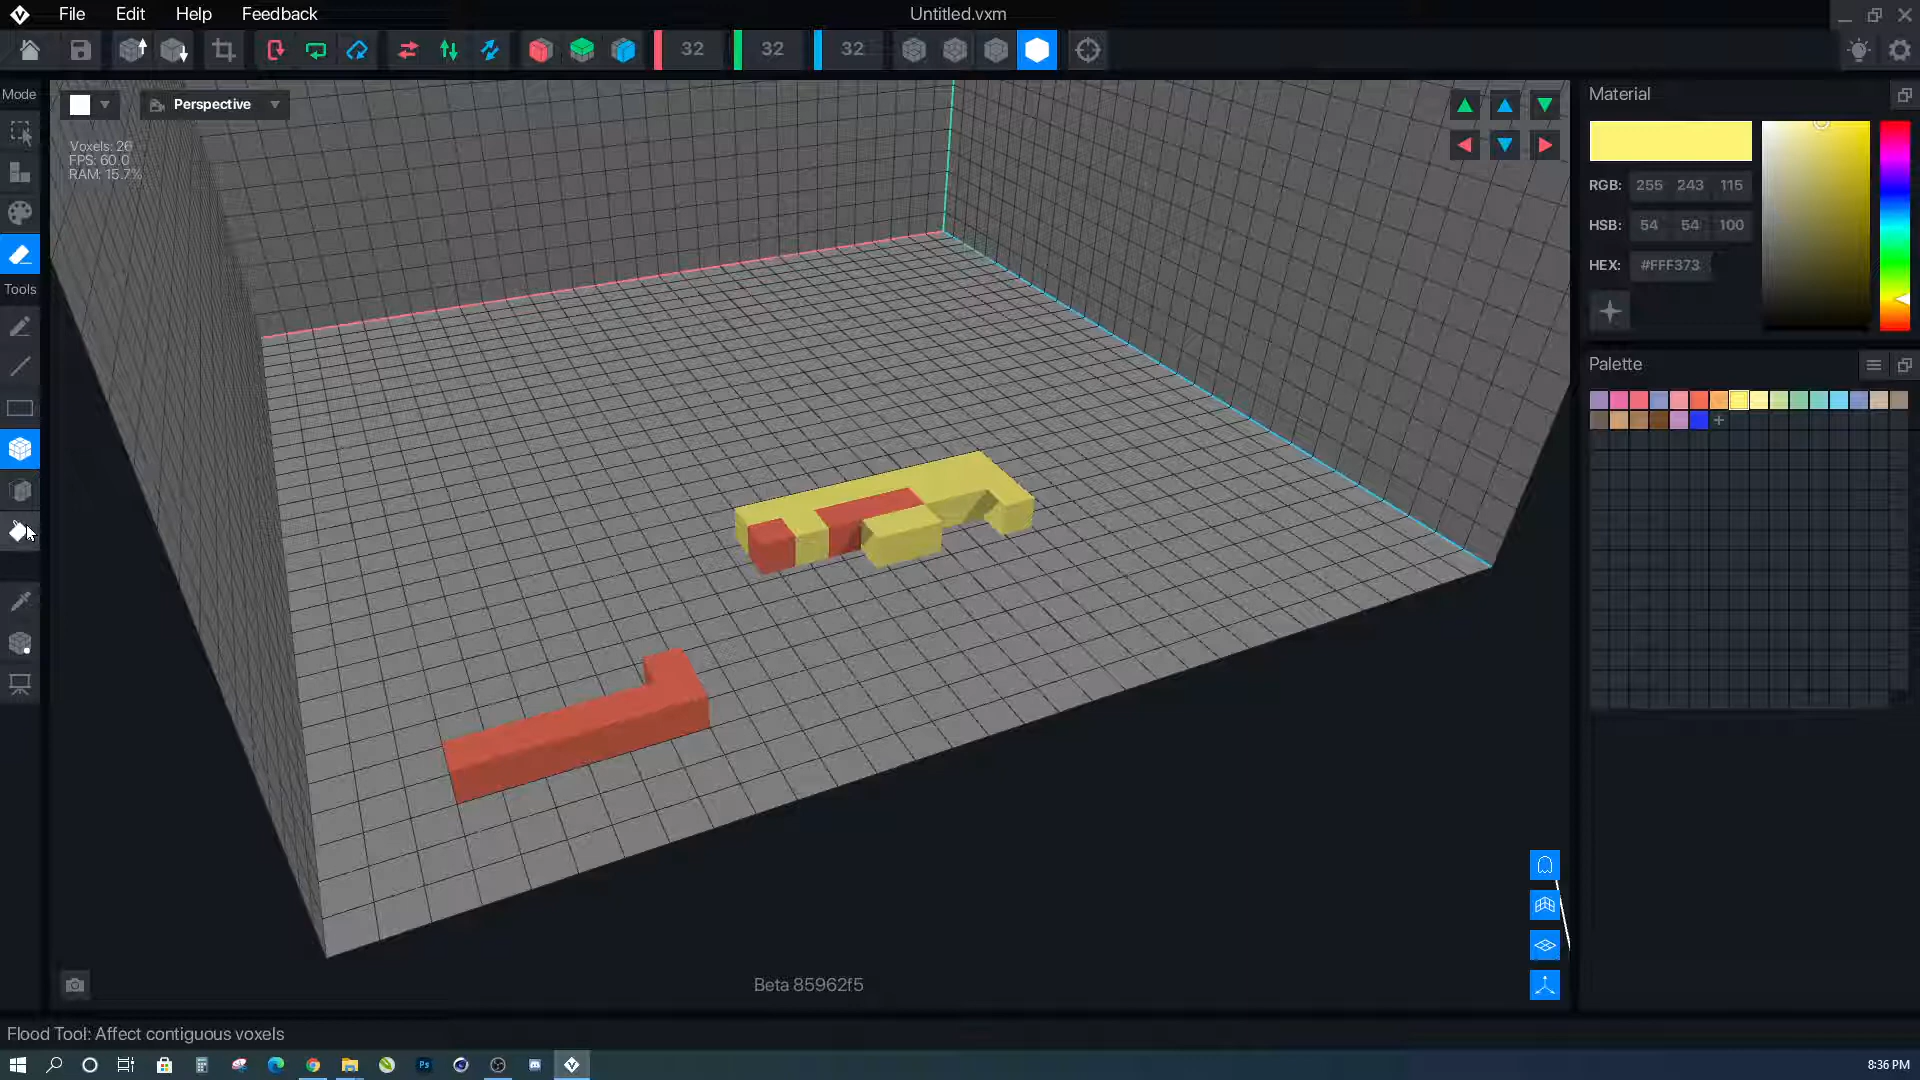 File Edit Help Feedback
Untitled.vxm
32 32 32
Mode
Perspective
Voxels: 26
FPS: 60.0
RAM: 15.7%
Tools
Material
RGB: 255 243 115
HSB: 54 54 100
HEX: #FFF373
Palette
Beta 85962f5
Flood Tool: Affect contiguous voxels
Ps
8:36 PM